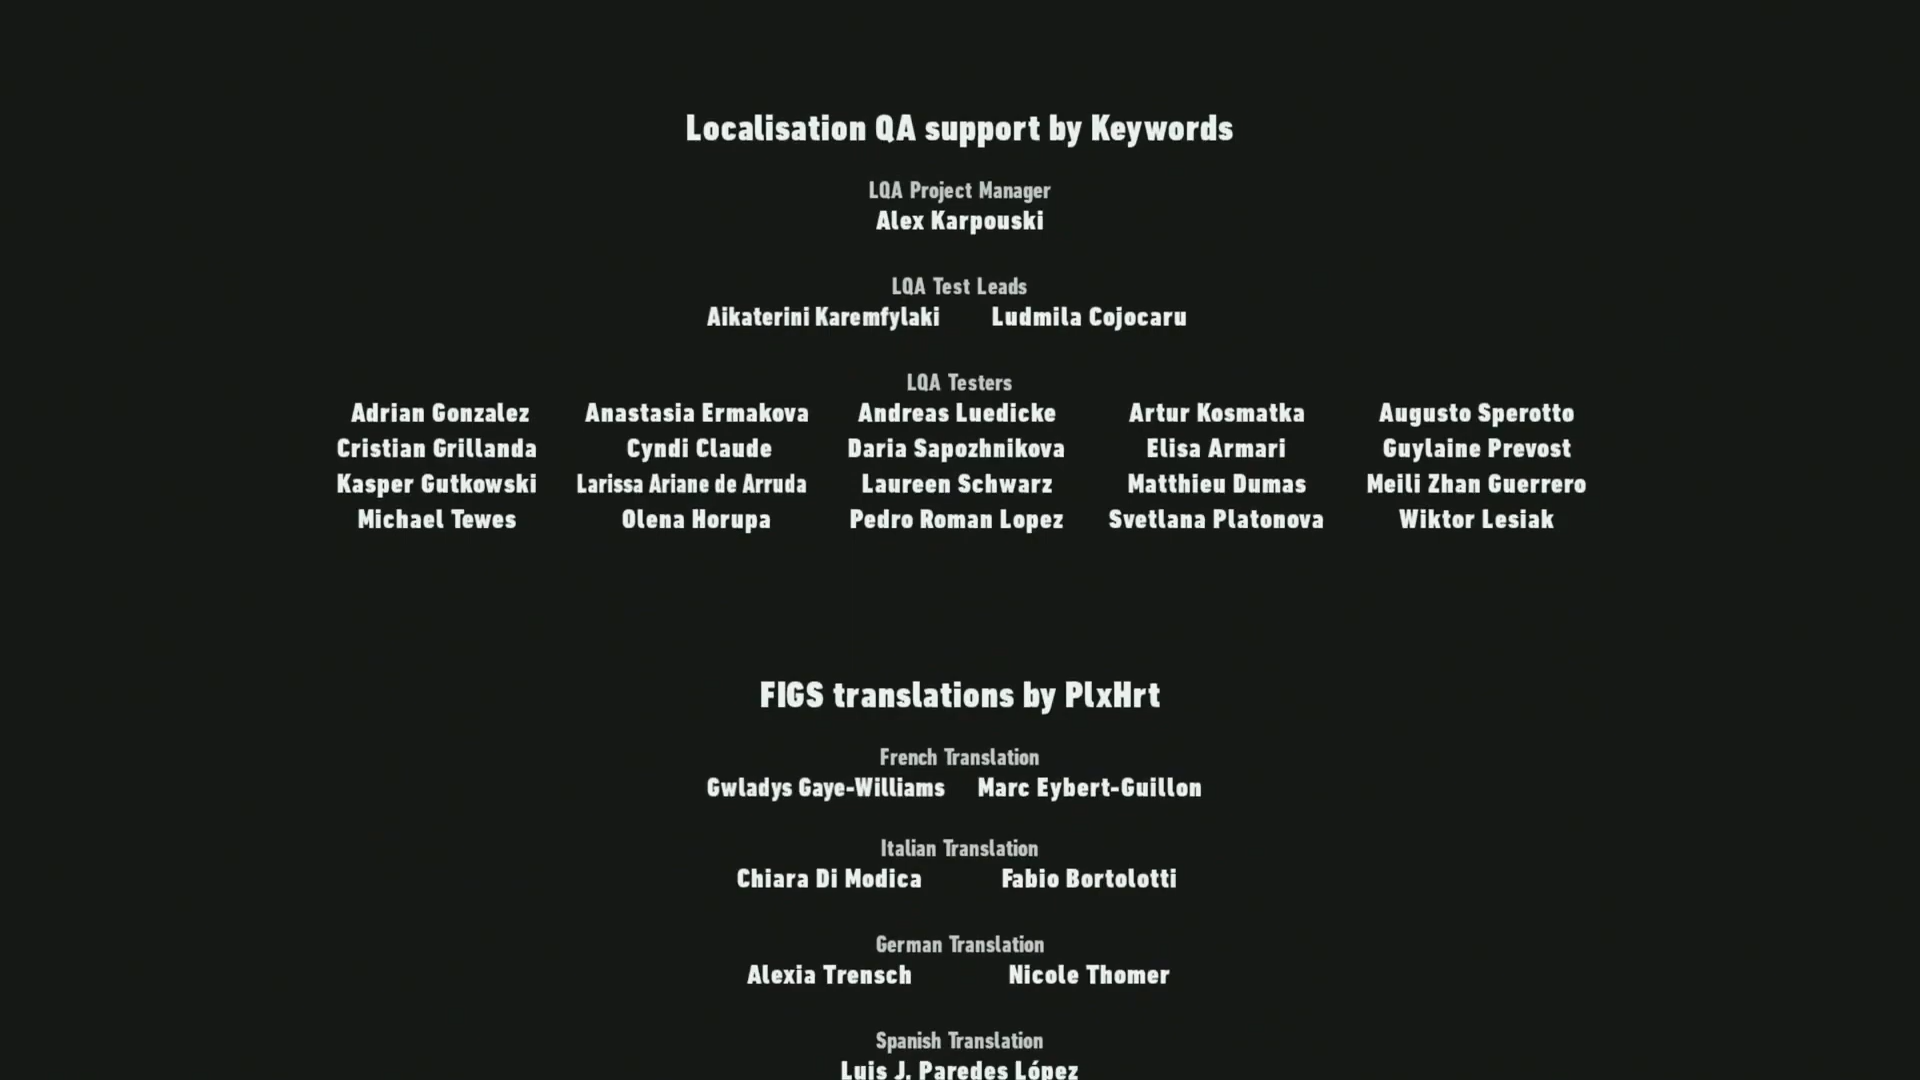 Localisation QA support by Keywords
LQA Project Manager
Alex Karpouski
LQA Test Leads
Aikaterini Karemfylaki Ludmila Cojocaru
LQA Testers
Adrian Gonzalez Anastasia Ermakova Andreas Luedicke Artur Kosmatka Augusto Sperotto
Cristian Grillanda Cyndi Claude Daria Sapozhnikova Elisa Armari Guylaine Prevost
Kasper Gutkowski Larissa Ariane de Arruda Laureen Schwarz Matthieu Dumas Meili Zhan Guerrero
Michael Tewes Olena Horupa Pedro Roman Lopez Svetlana Platonova Wiktor Lesiak
FIGS translations by PlxHrt
French Translation
Gwladys Gaye-Williams Marc Eybert-Guillon
Italian Translation
Chiara Di Modica Fabio Bortolotti
German Translation
Alexia Trensch Nicole Thomer
Spanish Translation
Luis J. Paredes López